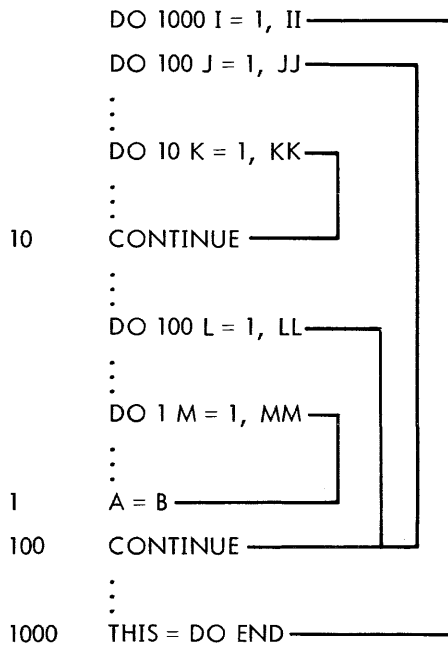 DO 1000 I = 1, II
DO 100 J = 1, JJ
.
.
.
DO 10 K = 1, KK
.
.
.
10 CONTINUE
.
.
.
DO 100 L = 1, LL
.
.
.
DO 1 M = 1, MM
.
.
.
1 A = B
100 CONTINUE
.
.
.
1000 THIS = DO END